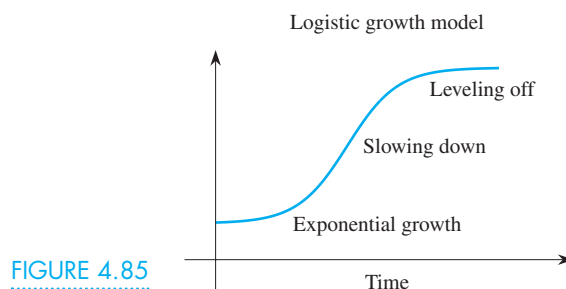 Logistic growth model
Leveling off
Slowing down
Exponential growth
FIGURE 4.85
Time